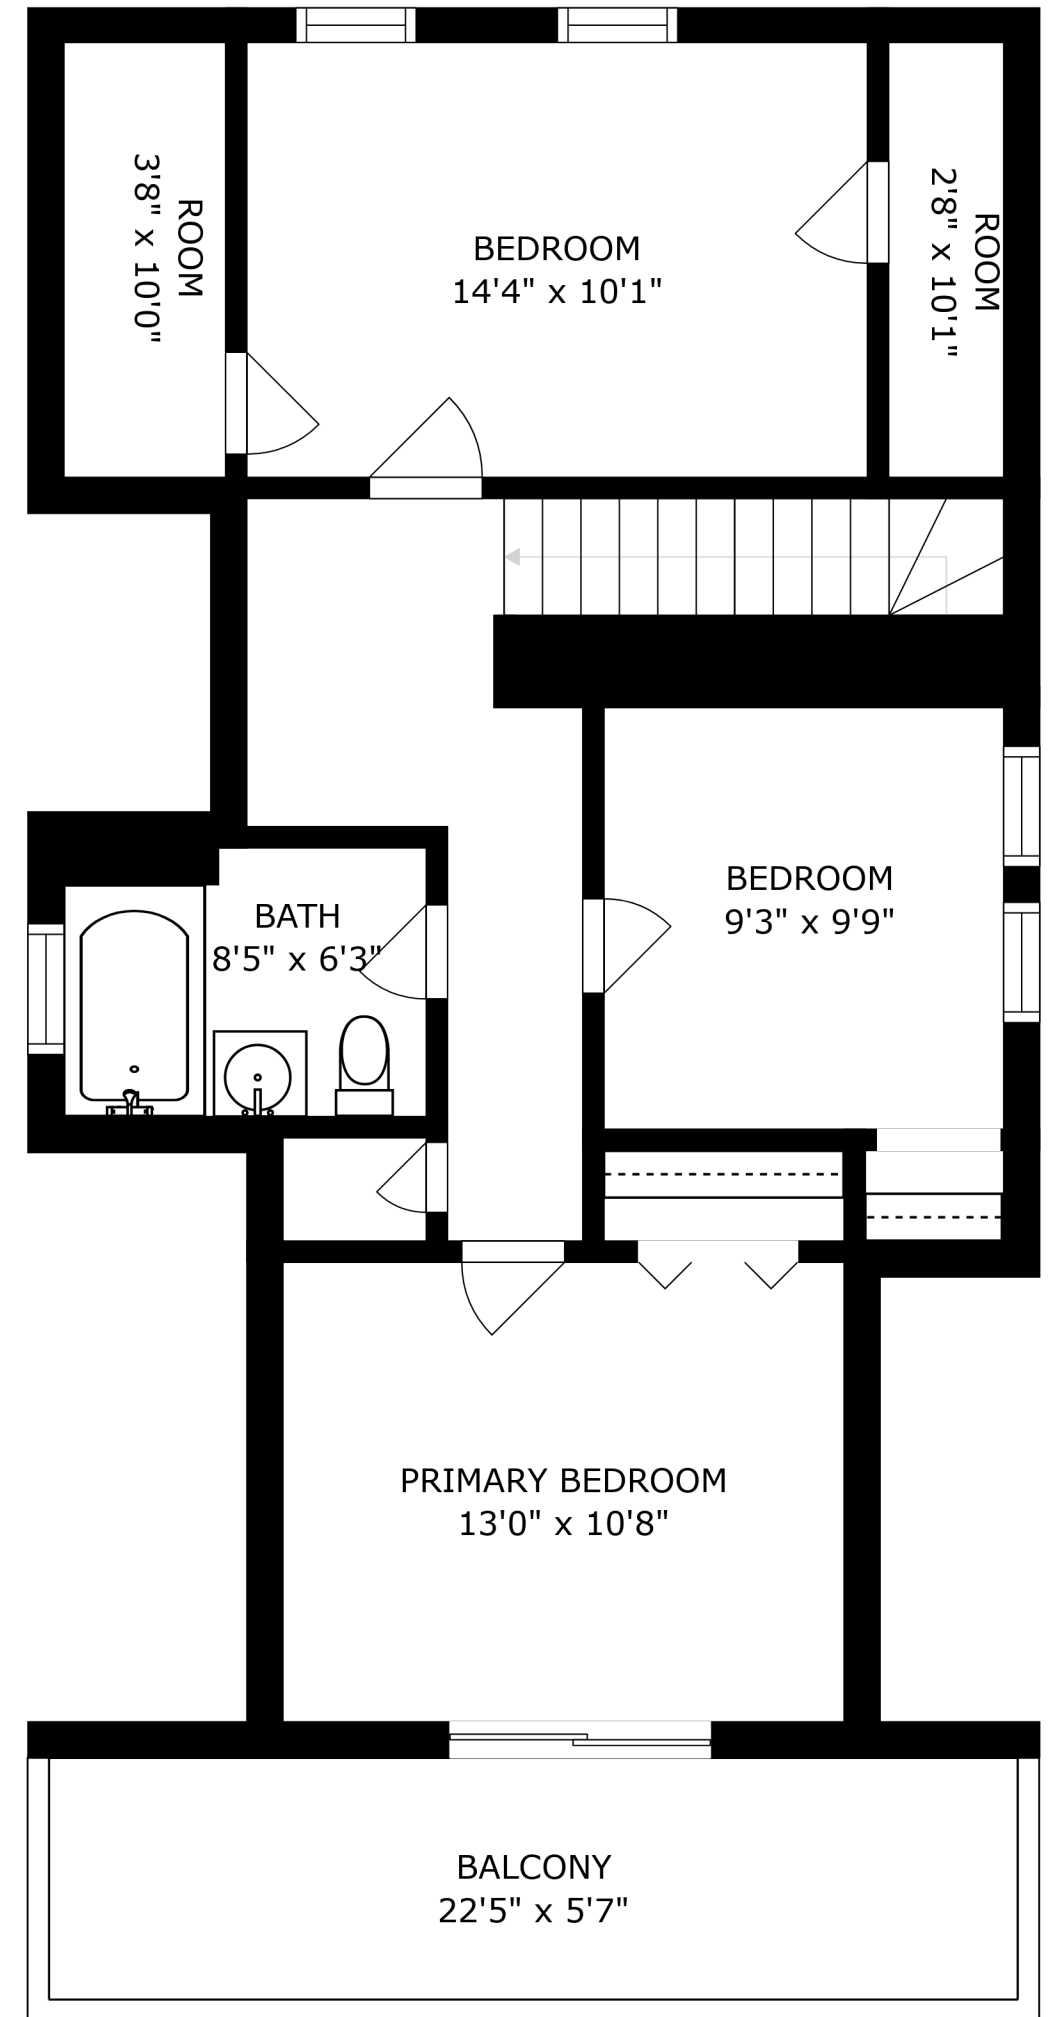 ROOM
3'8" x 10'0"
BEDROOM
14'4" x 10'1"
ROOM
2'8" x 10'1"
BEDROOM
9'3" x 9'9"
BATH
8'5" x 6'3"
PRIMARY BEDROOM
13'0" x 10'8"
BALCONY
22'5" x 5'7"